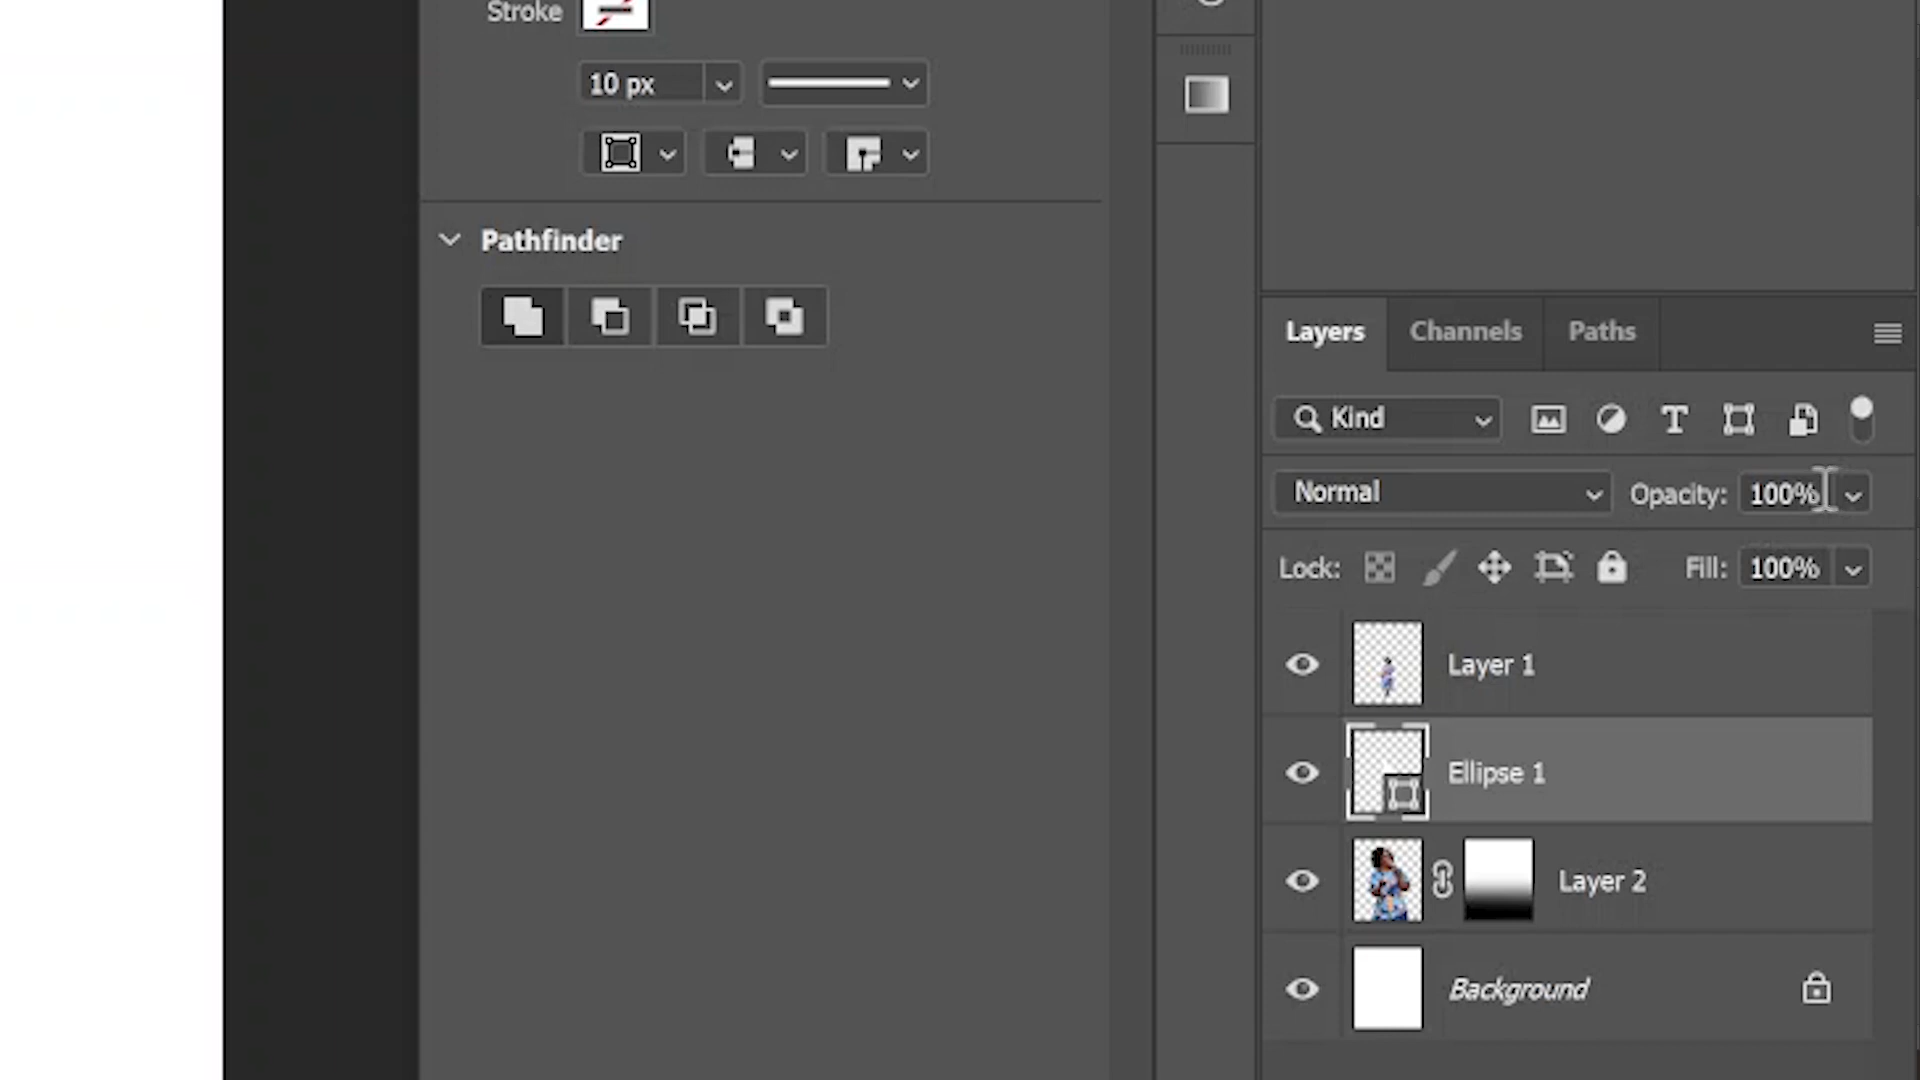 Stroke
10 px
Pathfinder
Layers Channels Paths
Kind
Normal Opacity: 100%
Lock: Fill: 100%
Layer 1
Ellipse 1
Layer 2
Background